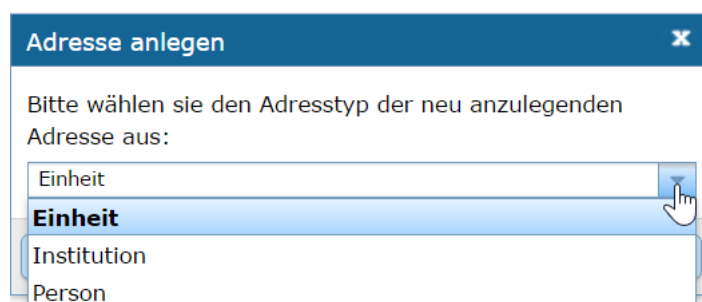 Adresse anlegen
Bitte wählen sie den Adresstyp der neu anzulegenden
Adresse aus:
Einheit
Einheit
Institution
Person